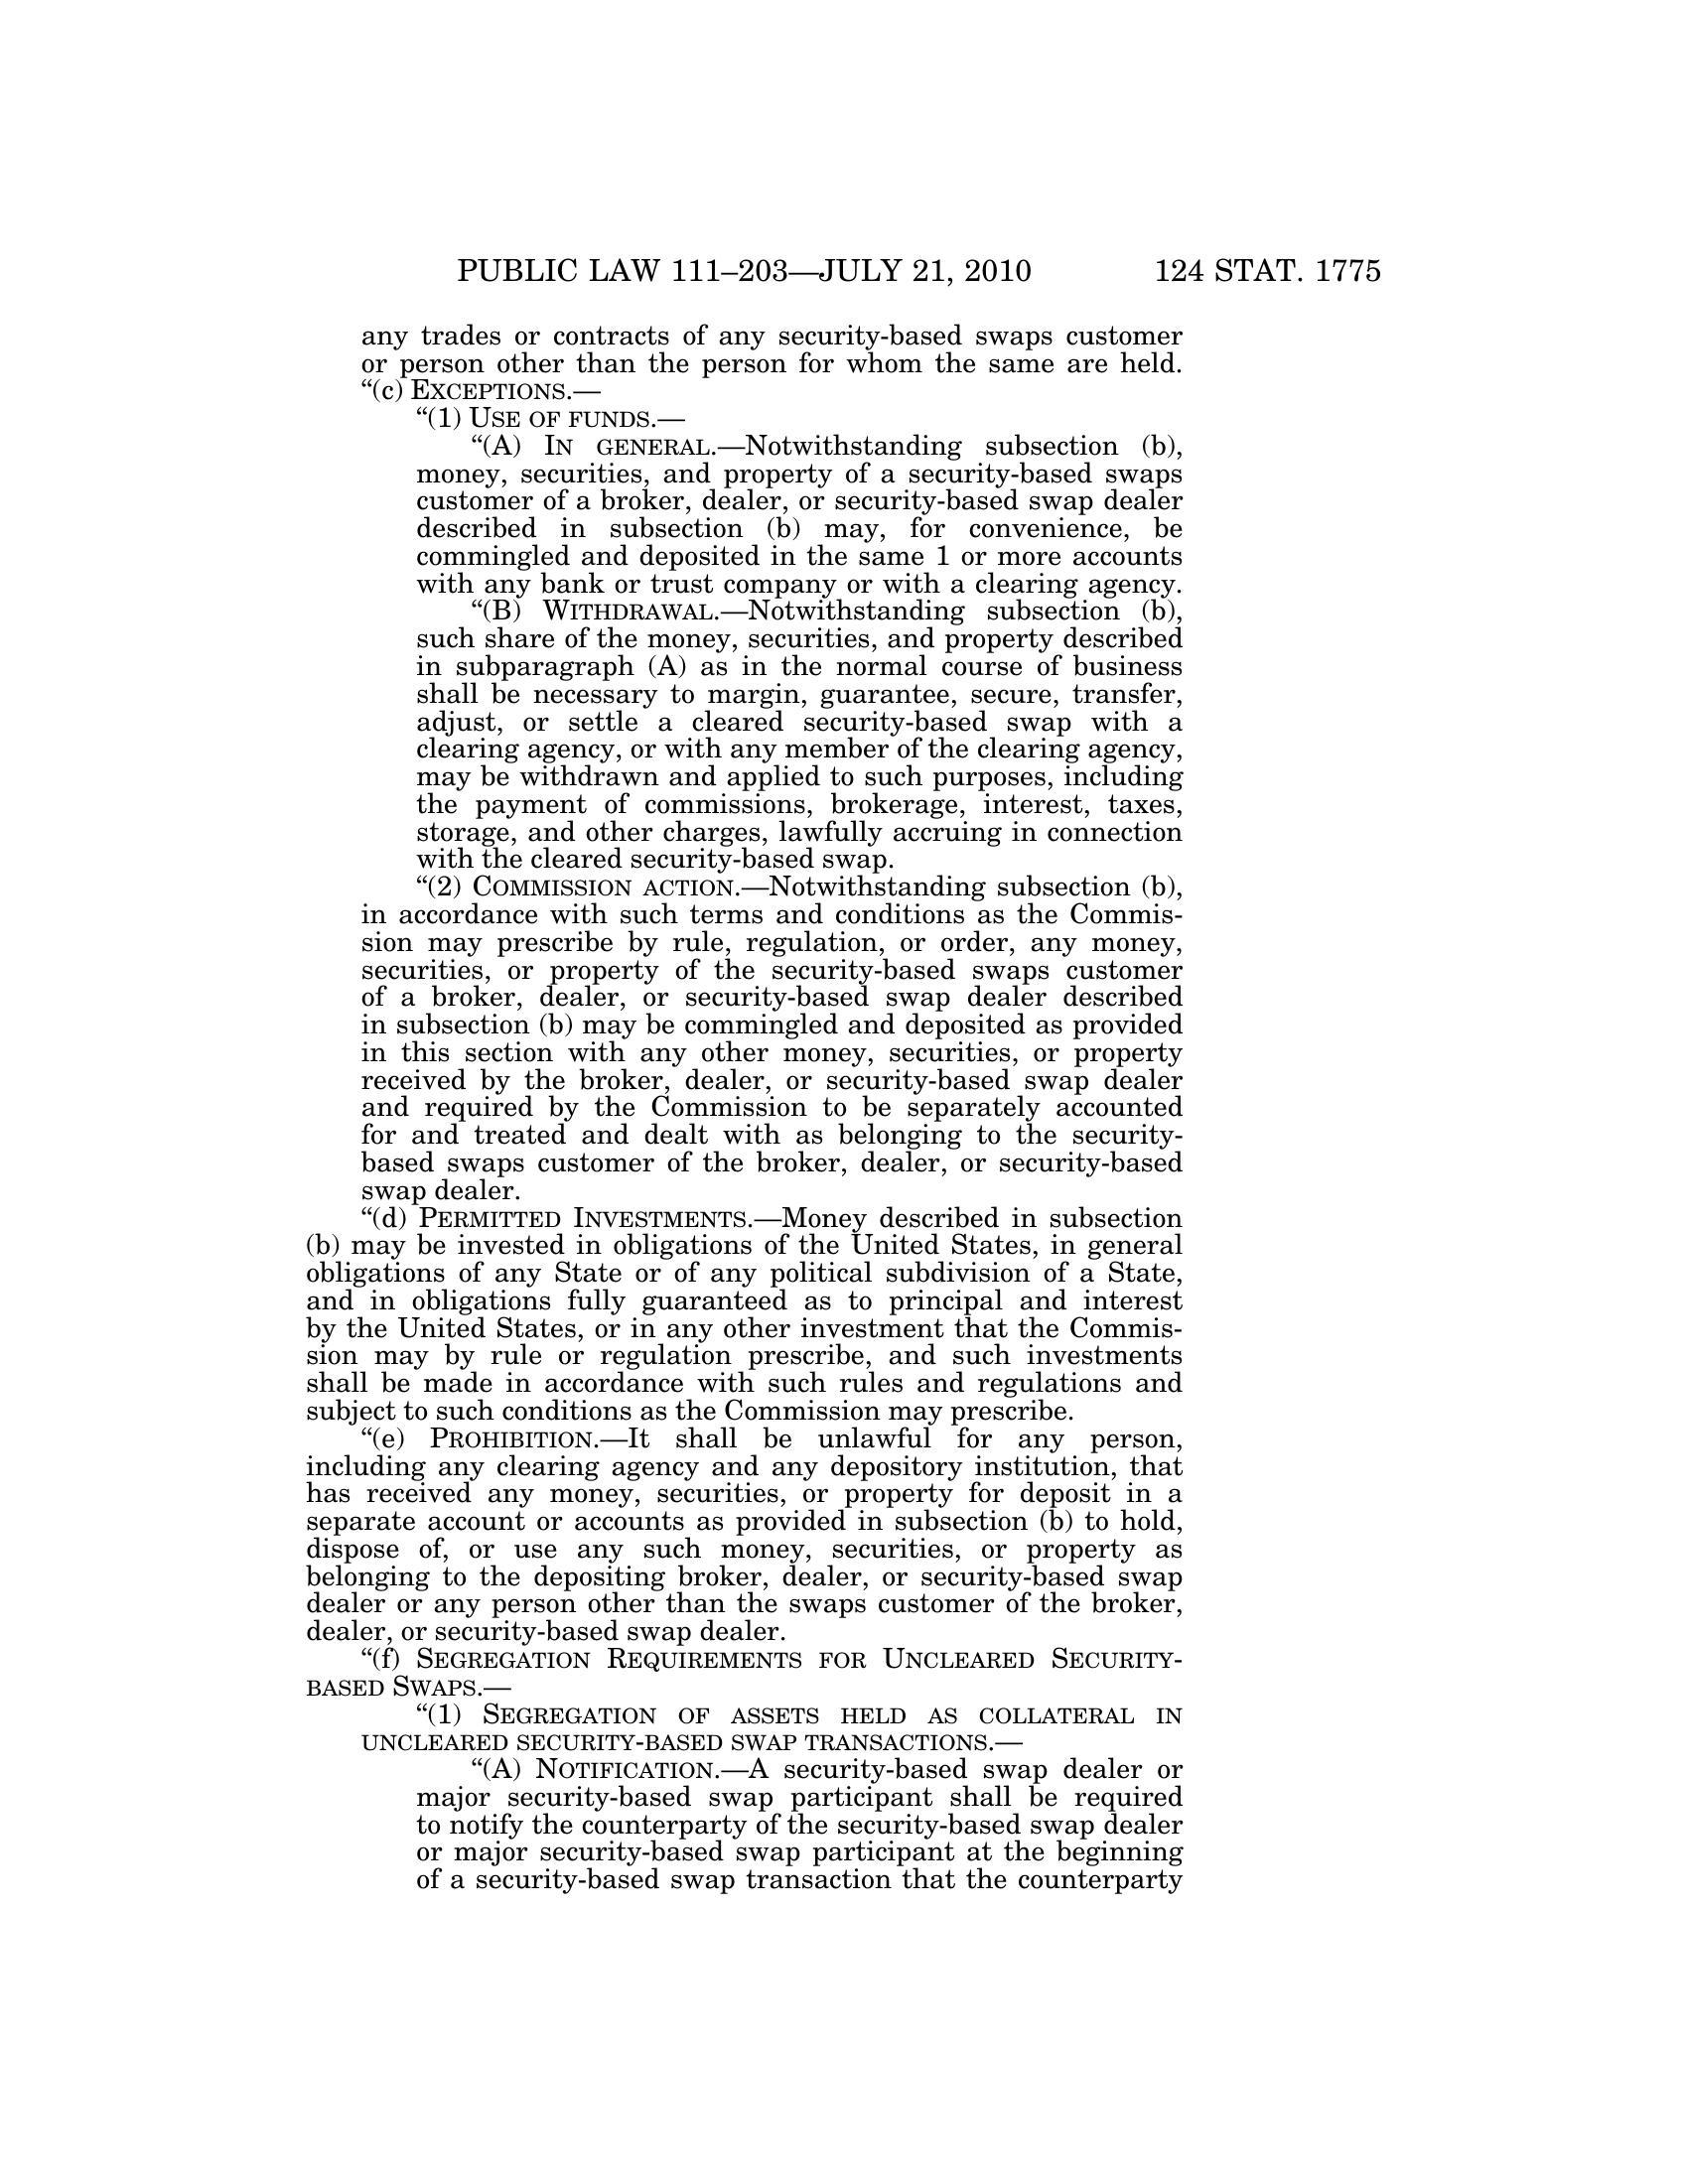 PUBLIC LAW 111–203—JULY 21, 2010 124 STAT. 1775
any trades or contracts of any security-based swaps customer
or person other than the person for whom the same are held.
“(c) EXCEPTIONS.—
“(1) USE OF FUNDS.—
“(A) IN GENERAL.—Notwithstanding subsection (b),
money, securities, and property of a security-based swaps
customer of a broker, dealer, or security-based swap dealer
described in subsection (b) may, for convenience, be
commingled and deposited in the same 1 or more accounts
with any bank or trust company or with a clearing agency.
“(B) WITHDRAWAL.—Notwithstanding subsection (b),
such share of the money, securities, and property described
in subparagraph (A) as in the normal course of business
shall be necessary to margin, guarantee, secure, transfer,
adjust, or settle a cleared security-based swap with a
clearing agency, or with any member of the clearing agency,
may be withdrawn and applied to such purposes, including
the payment of commissions, brokerage, interest, taxes,
storage, and other charges, lawfully accruing in connection
with the cleared security-based swap.
“(2) COMMISSION ACTION.—Notwithstanding subsection (b),
in accordance with such terms and conditions as the Commis-
sion may prescribe by rule, regulation, or order, any money,
securities, or property of the security-based swaps customer
of a broker, dealer, or security-based swap dealer described
in subsection (b) may be commingled and deposited as provided
in this section with any other money, securities, or property
received by the broker, dealer, or security-based swap dealer
and required by the Commission to be separately accounted
for and treated and dealt with as belonging to the security-
based swaps customer of the broker, dealer, or security-based
swap dealer.
“(d) PERMITTED INVESTMENTS.—Money described in subsection
(b) may be invested in obligations of the United States, in general
obligations of any State or of any political subdivision of a State,
and in obligations fully guaranteed as to principal and interest
by the United States, or in any other investment that the Commis-
sion may by rule or regulation prescribe, and such investments
shall be made in accordance with such rules and regulations and
subject to such conditions as the Commission may prescribe.
“(e) PROHIBITION.—It shall be unlawful for any person,
including any clearing agency and any depository institution, that
has received any money, securities, or property for deposit in a
separate account or accounts as provided in subsection (b) to hold,
dispose of, or use any such money, securities, or property as
belonging to the depositing broker, dealer, or security-based swap
dealer or any person other than the swaps customer of the broker,
dealer, or security-based swap dealer.
“(f) SEGREGATION REQUIREMENTS FOR UNCLEARED SECURITY-
BASED SWAPS.—
“(1) SEGREGATION OF ASSETS HELD AS COLLATERAL IN
UNCLEARED SECURITY-BASED SWAP TRANSACTIONS.—
“(A) NOTIFICATION.—A security-based swap dealer or
major security-based swap participant shall be required
to notify the counterparty of the security-based swap dealer
or major security-based swap participant at the beginning
of a security-based swap transaction that the counterparty